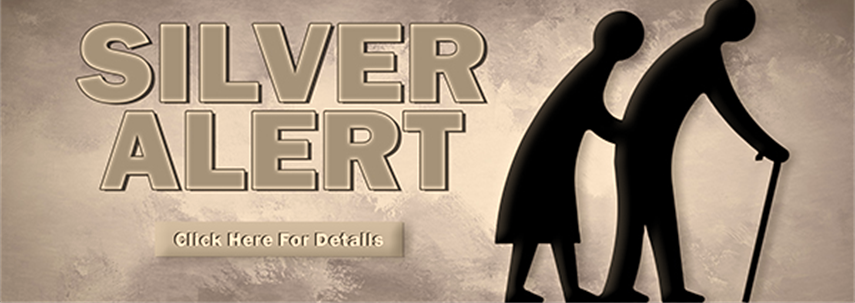 SILVER
ALERT
Click Here For Details